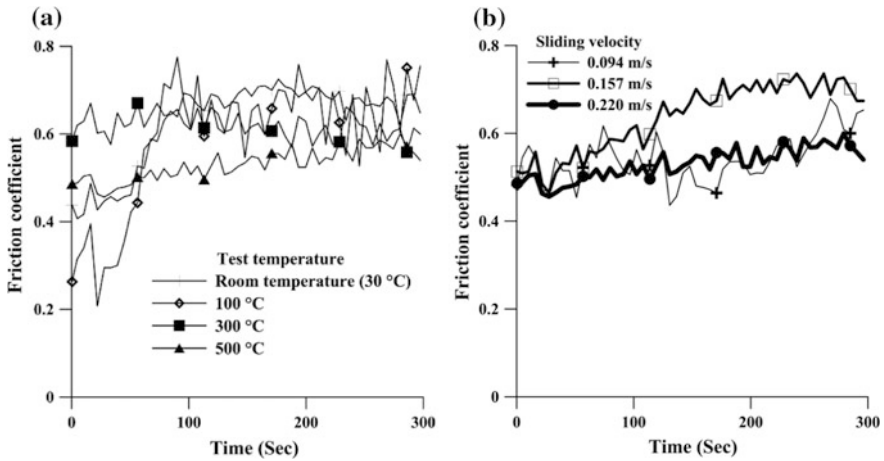 (a)
0.8
0.6
0.4
0.2
0
Friction coefficient
Test temperature
Room temperature (30 °C)
100 °C
300 °C
500 °C
0
100
200
300
Time (Sec)
(b)
0.8
0.6
0.4
0.2
0
Friction coefficient
Sliding velocity
0.094 m/s
0.157 m/s
0.220 m/s
0
100
200
300
Time (Sec)